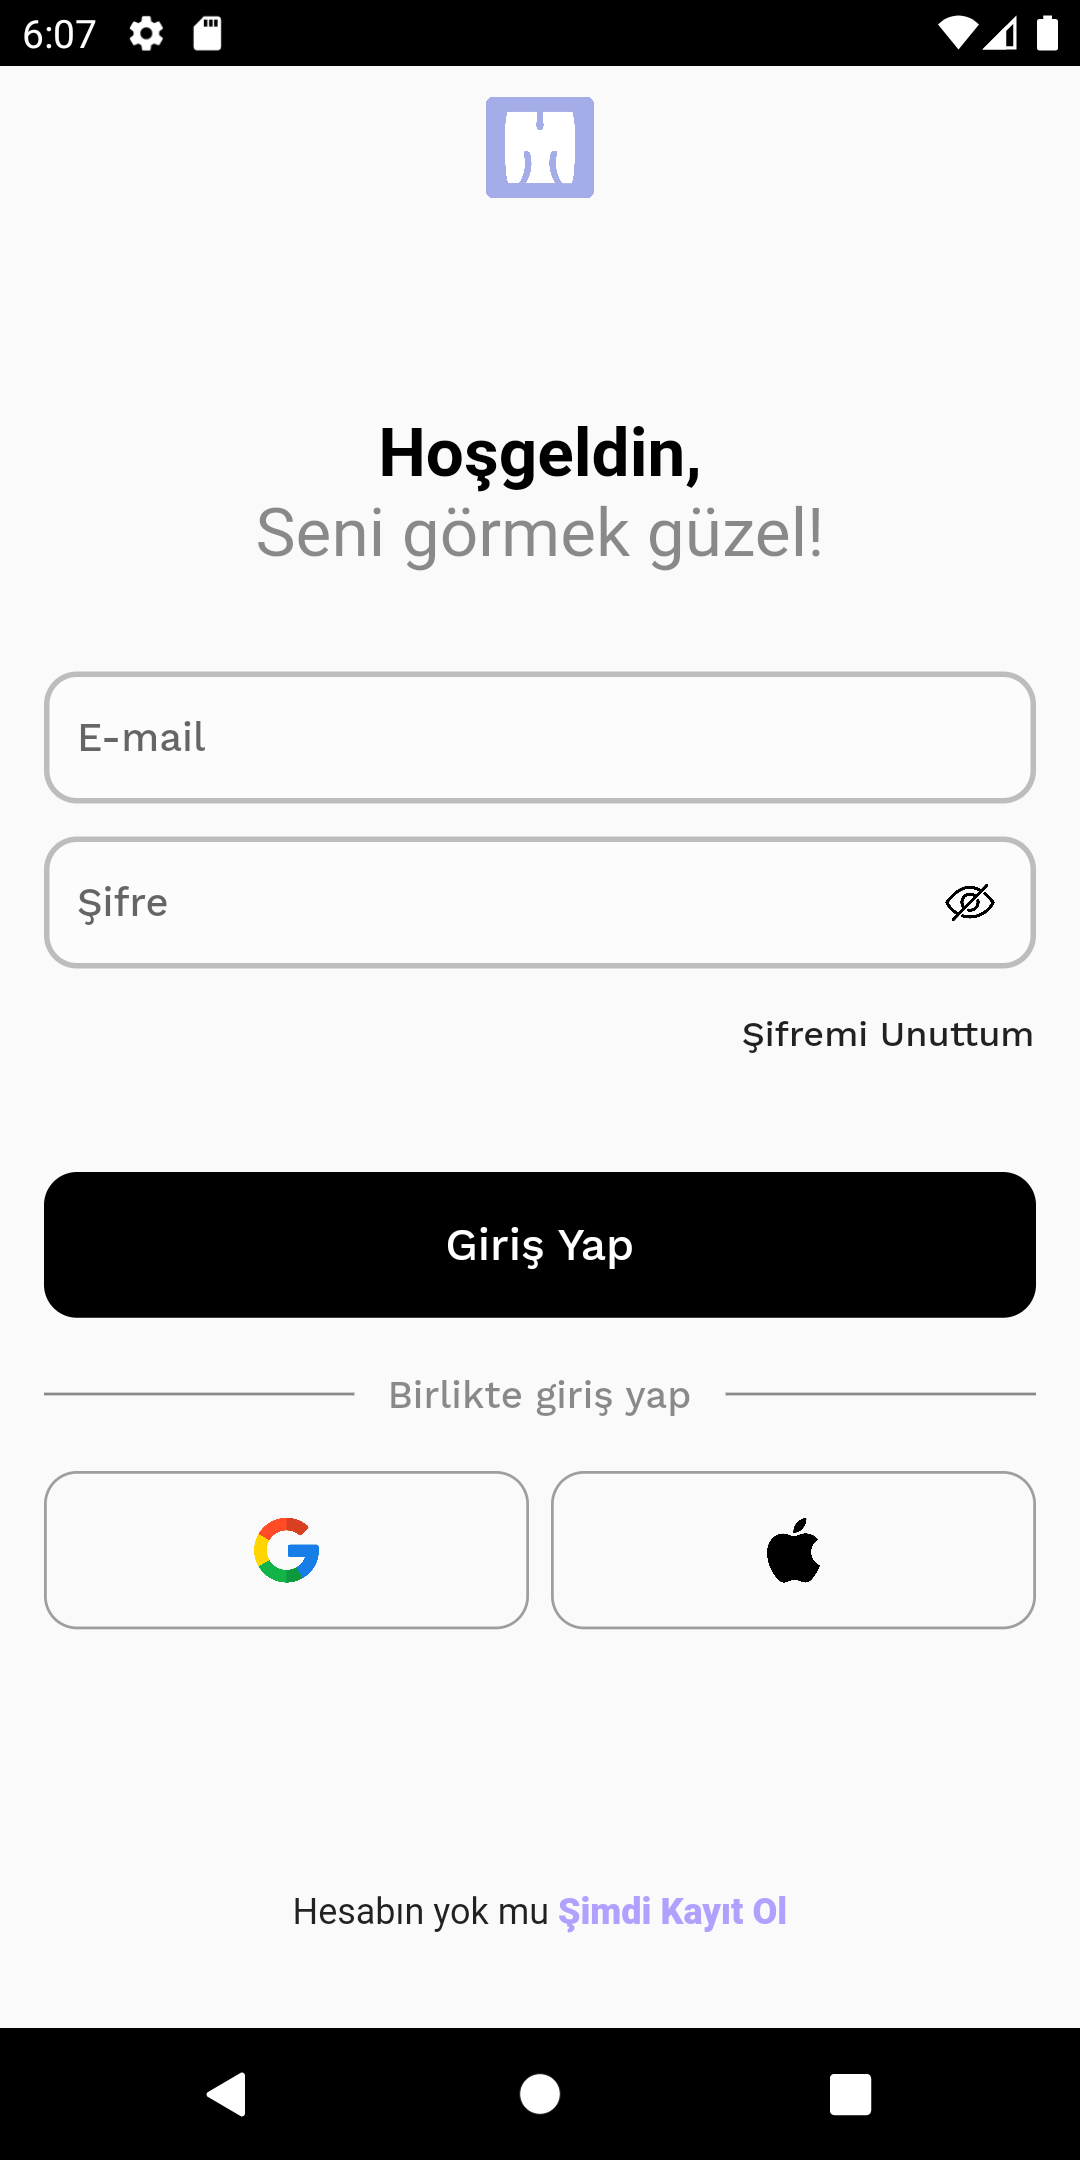 6:07
Hoşgeldin,
Seni görmek güzel!
E-mail
Şifre
Şifremi Unuttum
Giriş Yap
Birlikte giriş yap
Hesabın yok mu Şimdi Kayıt Ol